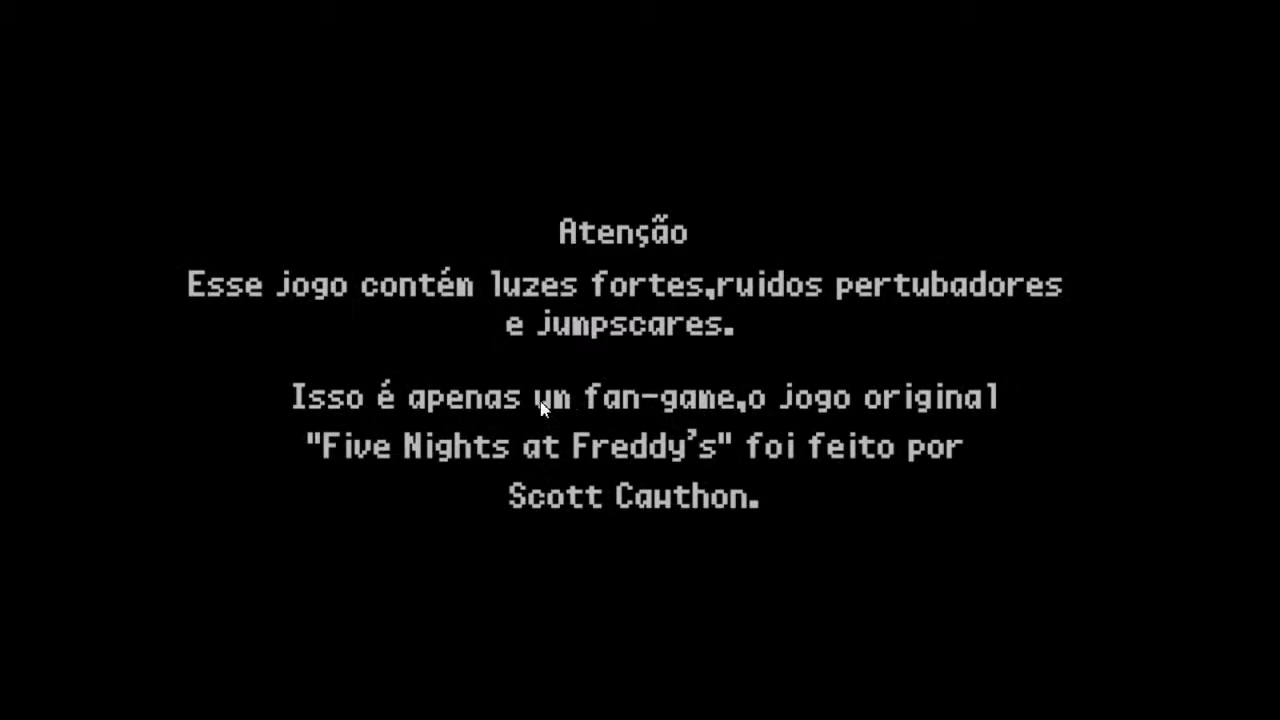 Atenção
Esse jogo contém luzes fortes,ruidos pertubadores
e jumpscares.
Isso é apenas um fan-game,o jogo original
"Five Nights at Freddy's" foi feito por
Scott Cawthon.